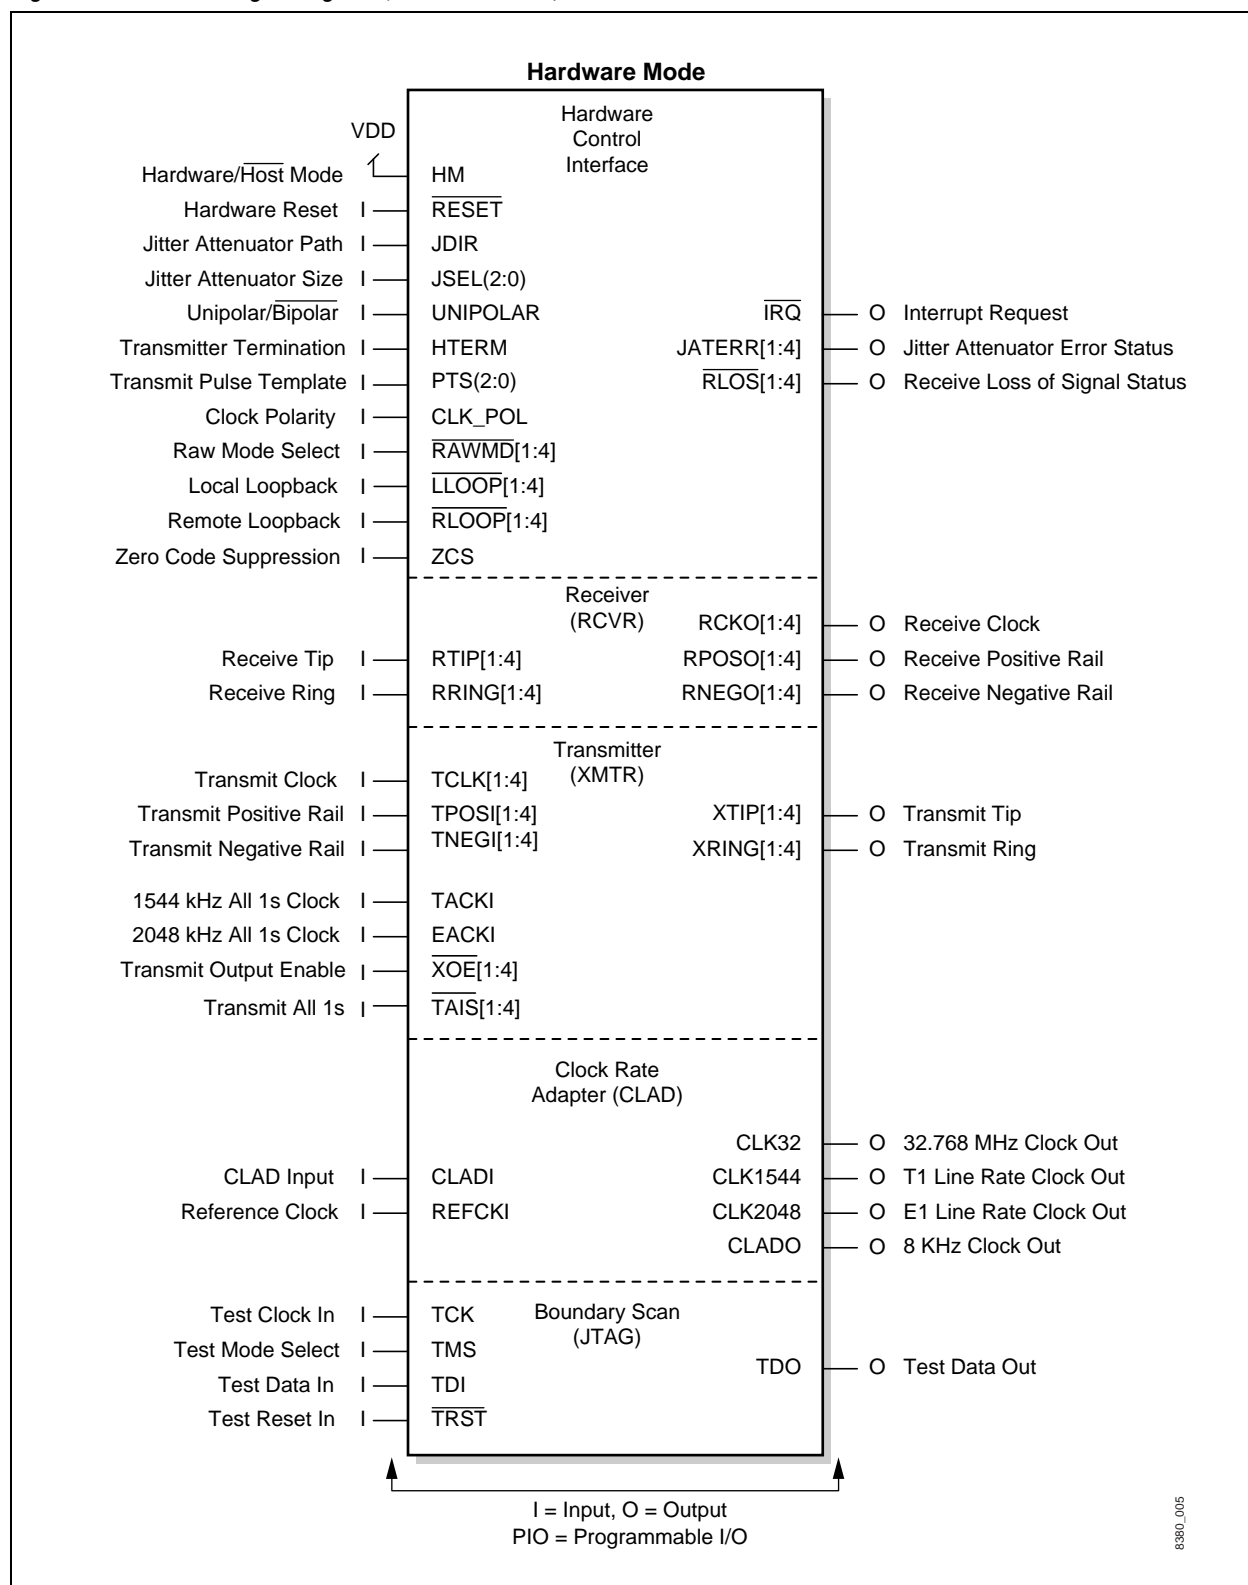 Hardware Mode
Hardware
Control
Interface
VDD
Hardware/Host Mode HM
Hardware Reset I RESET
Jitter Attenuator Path I JDIR
Jitter Attenuator Size I JSEL(2:0)
Unipolar/Bipolar I UNIPOLAR IRQ O Interrupt Request
Transmitter Termination I HTERM JATERR[1:4] O Jitter Attenuator Error Status
Transmit Pulse Template I PTS(2:0) RLOS[1:4] O Receive Loss of Signal Status
Clock Polarity I CLK_POL
Raw Mode Select I RAWMD[1:4]
Local Loopback I LLOOP[1:4]
Remote Loopback I RLOOP[1:4]
Zero Code Suppression I ZCS
Receiver
(RCVR) RCKO[1:4] O Receive Clock
Receive Tip I RTIP[1:4] RPOSO[1:4] O Receive Positive Rail
Receive Ring I RRING[1:4] RNEGO[1:4] O Receive Negative Rail
Transmitter
(XMTR)
Transmit Clock I TCLK[1:4]
Transmit Positive Rail I TPOSI[1:4] XTIP[1:4] O Transmit Tip
Transmit Negative Rail I TNEGI[1:4] XRING[1:4] O Transmit Ring
1544 kHz All 1s Clock I TACKI
2048 kHz All 1s Clock I EACKI
Transmit Output Enable I XOE[1:4]
Transmit All 1s I TAIS[1:4]
Clock Rate
Adapter (CLAD)
CLK32 O 32.768 MHz Clock Out
CLAD Input I CLADI CLK1544 O T1 Line Rate Clock Out
Reference Clock I REFCKI CLK2048 O E1 Line Rate Clock Out
CLADO O 8 KHz Clock Out
Test Clock In I TCK Boundary Scan
(JTAG)
Test Mode Select I TMS
TDO O Test Data Out
Test Data In I TDI
Test Reset In I TRST
I = Input, O = Output
PIO = Programmable I/O
8380_005